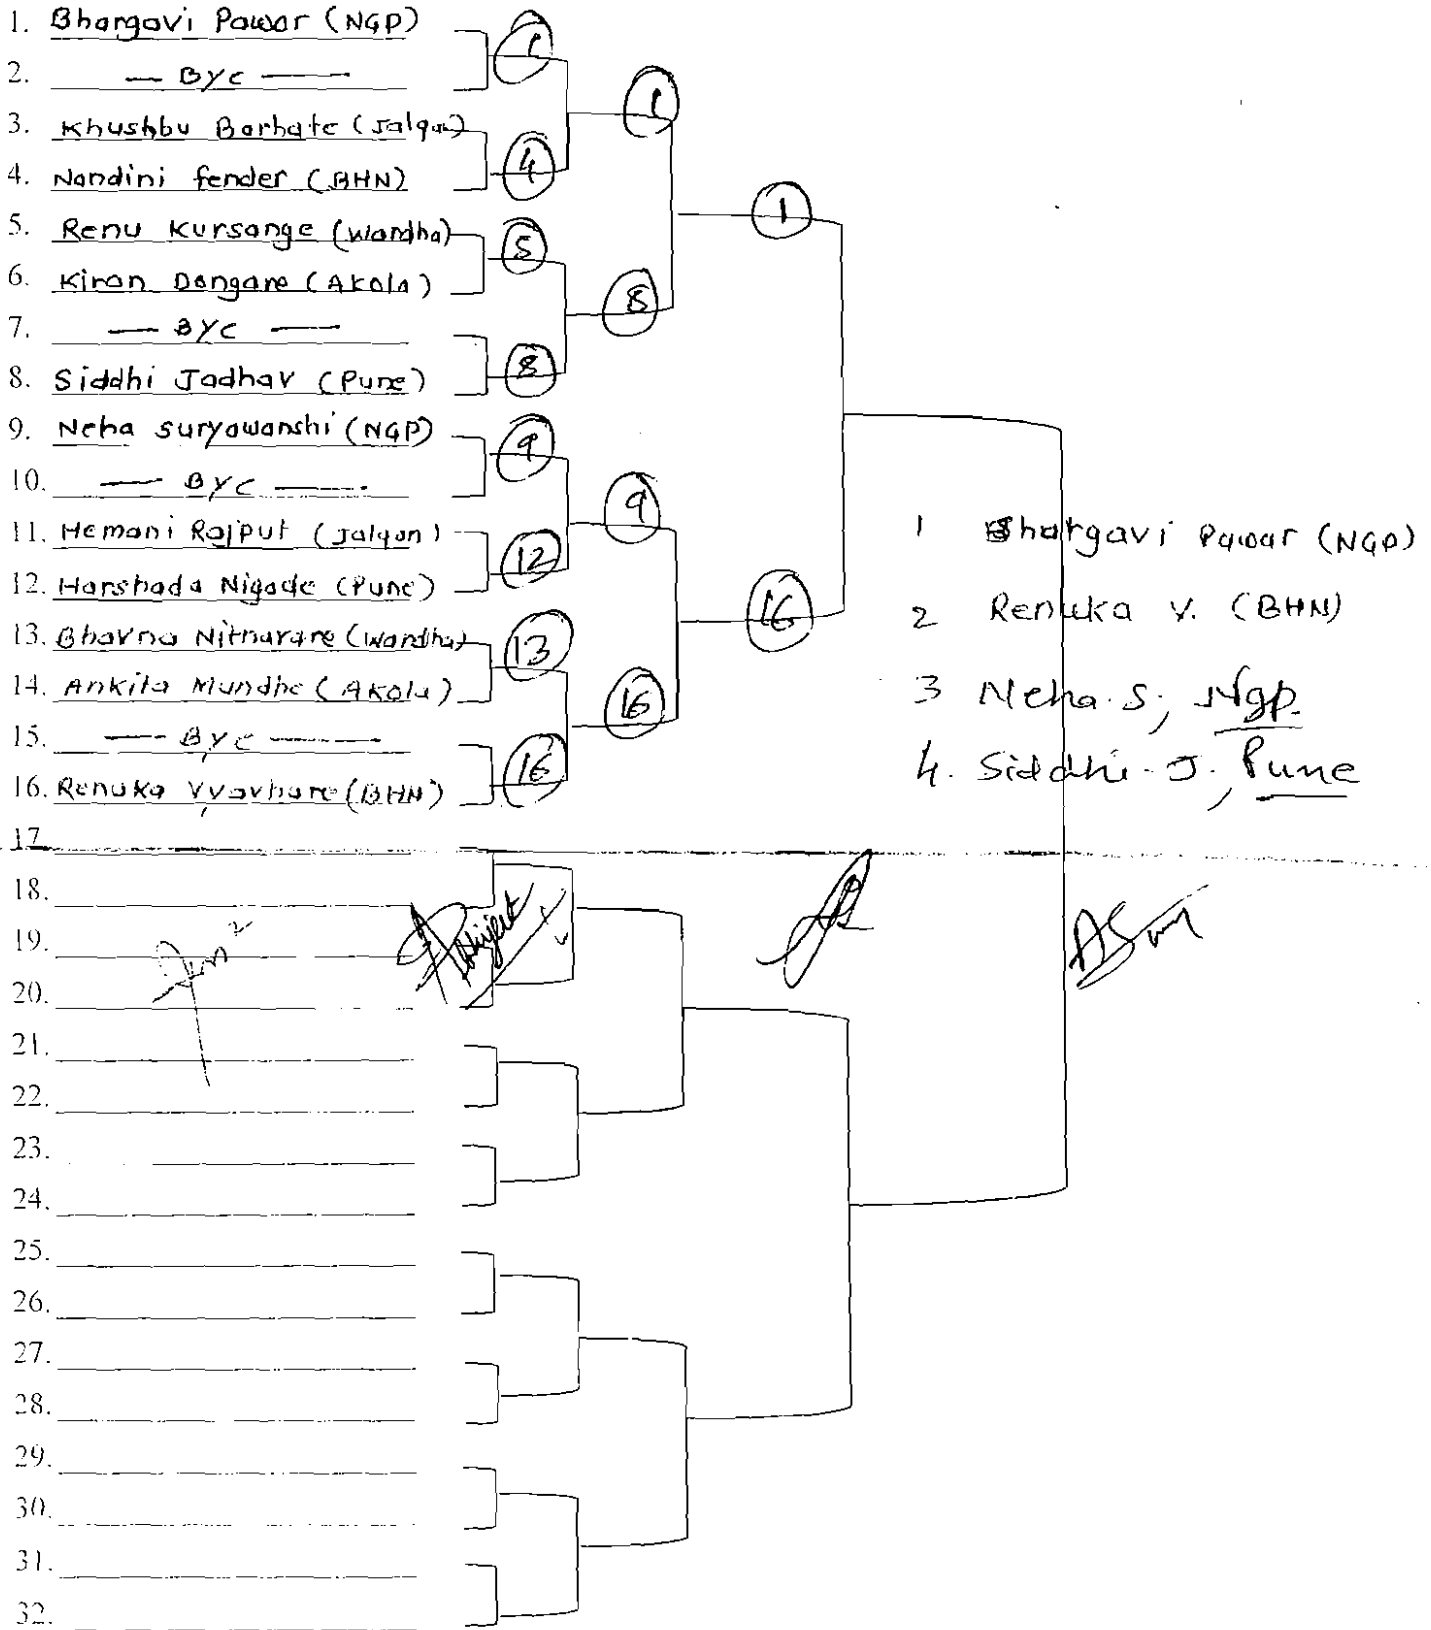 1. Bhargavi Pawar (NGP)
2. — Bye —
3. Khushbu Barhate (Jalgan)
4. Nandini fender (BHN)
5. Renu Kursange (Wardha)
6. Kiran Dongare (Akola)
7. — Bye —
8. Siddhi Jadhav (Pune)
9. Neha suryawanshi (NGP)
10. — Bye —
11. Hemani Rajput (Jalgan)
12. Harshada Nigade (Pune)
13. Bhavna Nitnavare (Wardha)
14. Ankita Mundhe (Akola)
15. — Bye —
16. Renuka Vyavhare (BHN)
17.
18.
19.
20.
21.
22.
23.
24.
25.
26.
27.
28.
29.
30.
31.
32.
1
4
5
8
9
12
13
16
1
8
9
16
1
16
1 Bhargavi Pawar (NGP)
2 Renuka V. (BHN)
3 Neha. S, Ngp.
4. Siddhi. J, Pune
Abhijeet